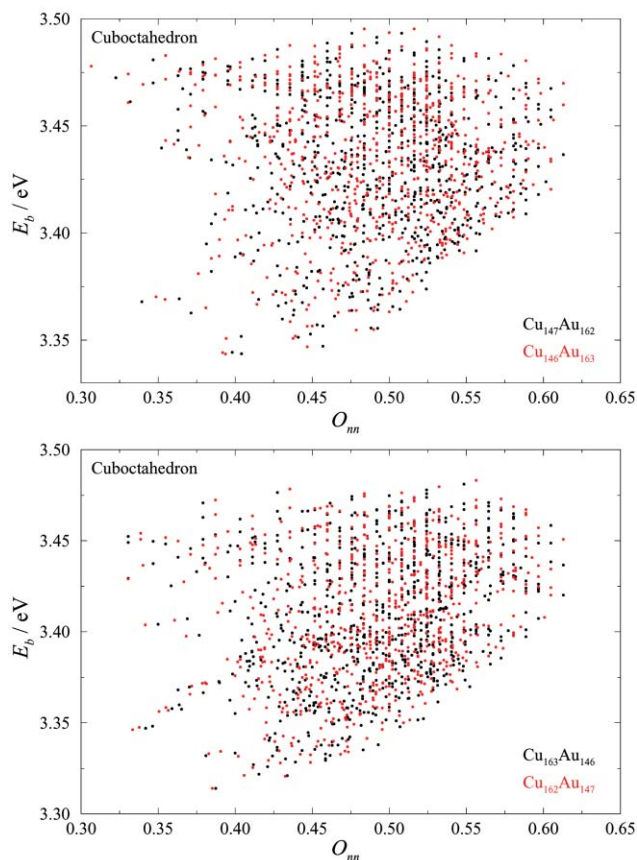 3.50
Cuboctahedron
3.45
E_b / eV
3.40
3.35
Cu₁₄₇Au₁₆₂
Cu₁₄₆Au₁₆₃
0.30 0.35 0.40 0.45 0.50 0.55 0.60 0.65
O_nn
3.50
Cuboctahedron
3.45
E_b / eV
3.40
3.35
Cu₁₆₃Au₁₄₆
Cu₁₆₂Au₁₄₇
3.30
0.30 0.35 0.40 0.45 0.50 0.55 0.60 0.65
O_nn